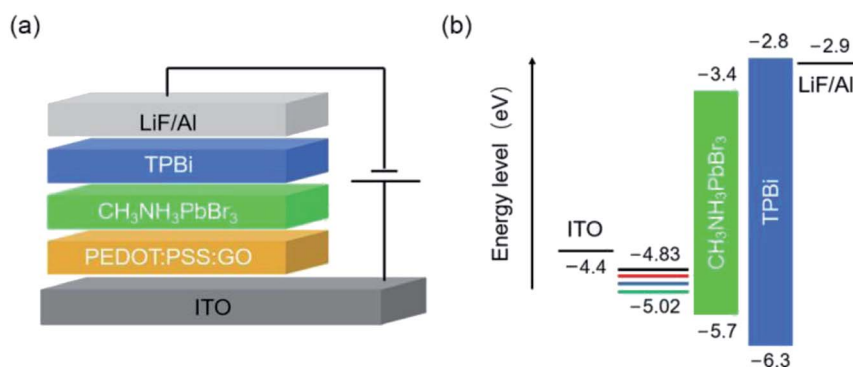 (a)
LiF/Al
TPBi
CH₃NH₃PbBr₃
PEDOT:PSS:GO
ITO
(b)
Energy level (eV)
ITO
−4.4
−4.83
−5.02
−3.4
CH₃NH₃PbBr₃
−5.7
−2.8
TPBi
−6.3
−2.9
LiF/Al